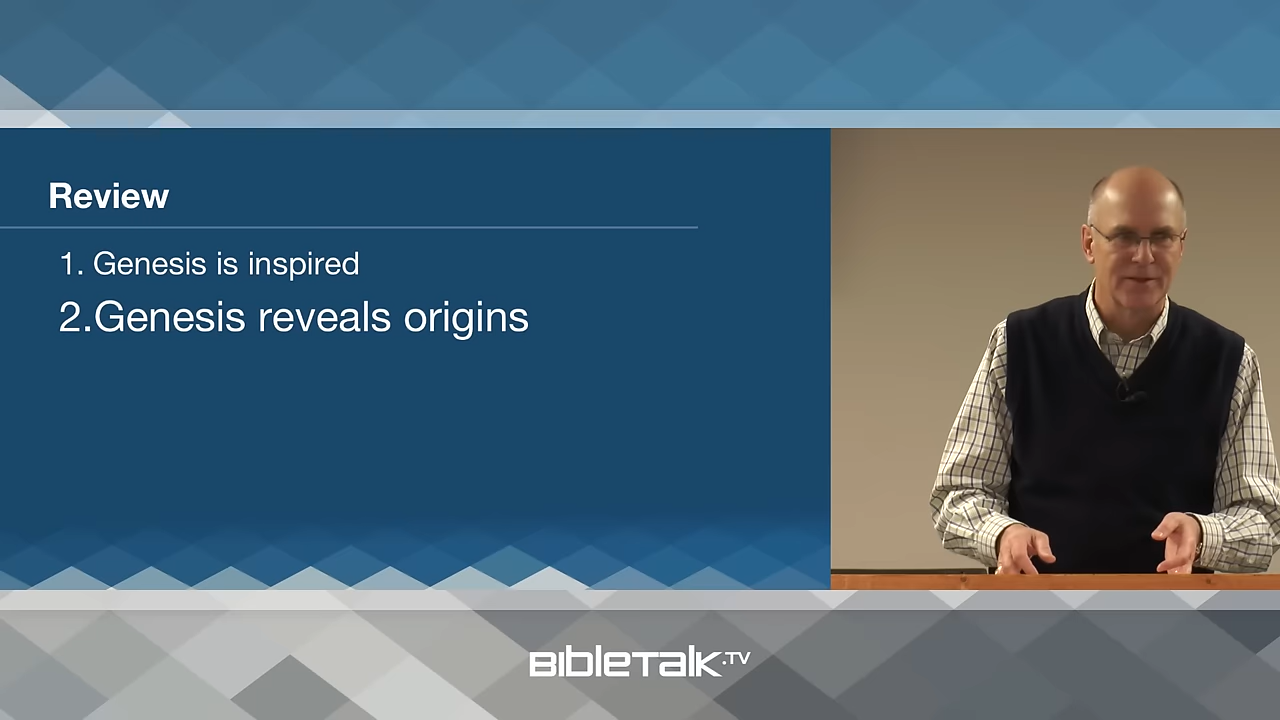 Review
1. Genesis is inspired
2.Genesis reveals origins
BIBLETALK.TV